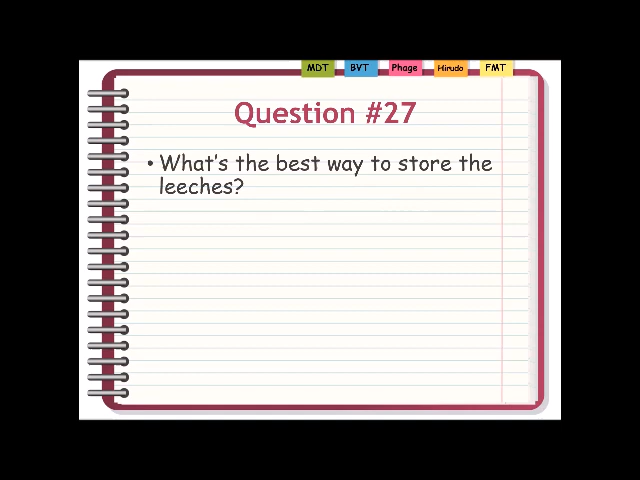 MDT BVT Phage Hirudo FMT
Question #27
• What's the best way to store the
leeches?